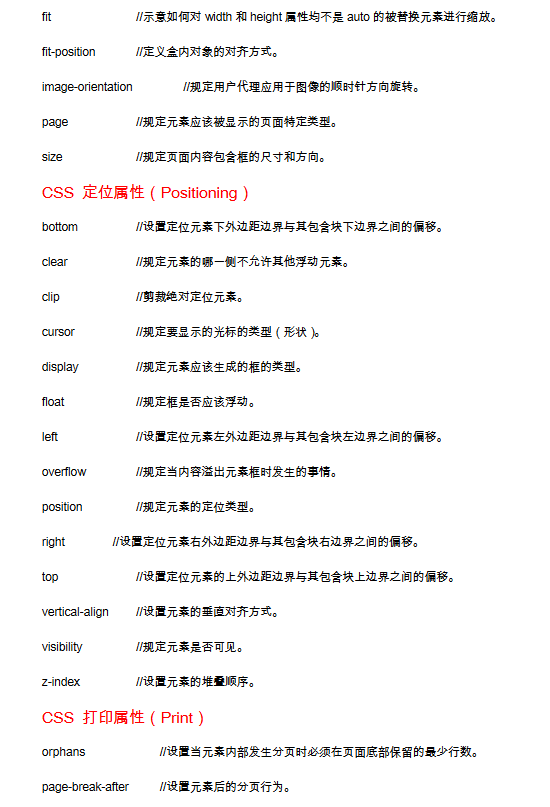 fit //示意如何对 width 和 height 属性均不是 auto 的被替换元素进行缩放。
fit-position //定义盒内对象的对齐方式。
image-orientation //规定用户代理应用于图像的顺时针方向旋转。
page //规定元素应该被显示的页面特定类型。
size //规定页面内容包含框的尺寸和方向。
CSS 定位属性（Positioning）
bottom //设置定位元素下外边距边界与其包含块下边界之间的偏移。
clear //规定元素的哪一侧不允许其他浮动元素。
clip //剪裁绝对定位元素。
cursor //规定要显示的光标的类型（形状）。
display //规定元素应该生成的框的类型。
float //规定框是否应该浮动。
left //设置定位元素左外边距边界与其包含块左边界之间的偏移。
overflow //规定当内容溢出元素框时发生的事情。
position //规定元素的定位类型。
right //设置定位元素右外边距边界与其包含块右边界之间的偏移。
top //设置定位元素的上外边距边界与其包含块上边界之间的偏移。
vertical-align //设置元素的垂直对齐方式。
visibility //规定元素是否可见。
z-index //设置元素的堆叠顺序。
CSS 打印属性（Print）
orphans //设置当元素内部发生分页时必须在页面底部保留的最少行数。
page-break-after //设置元素后的分页行为。